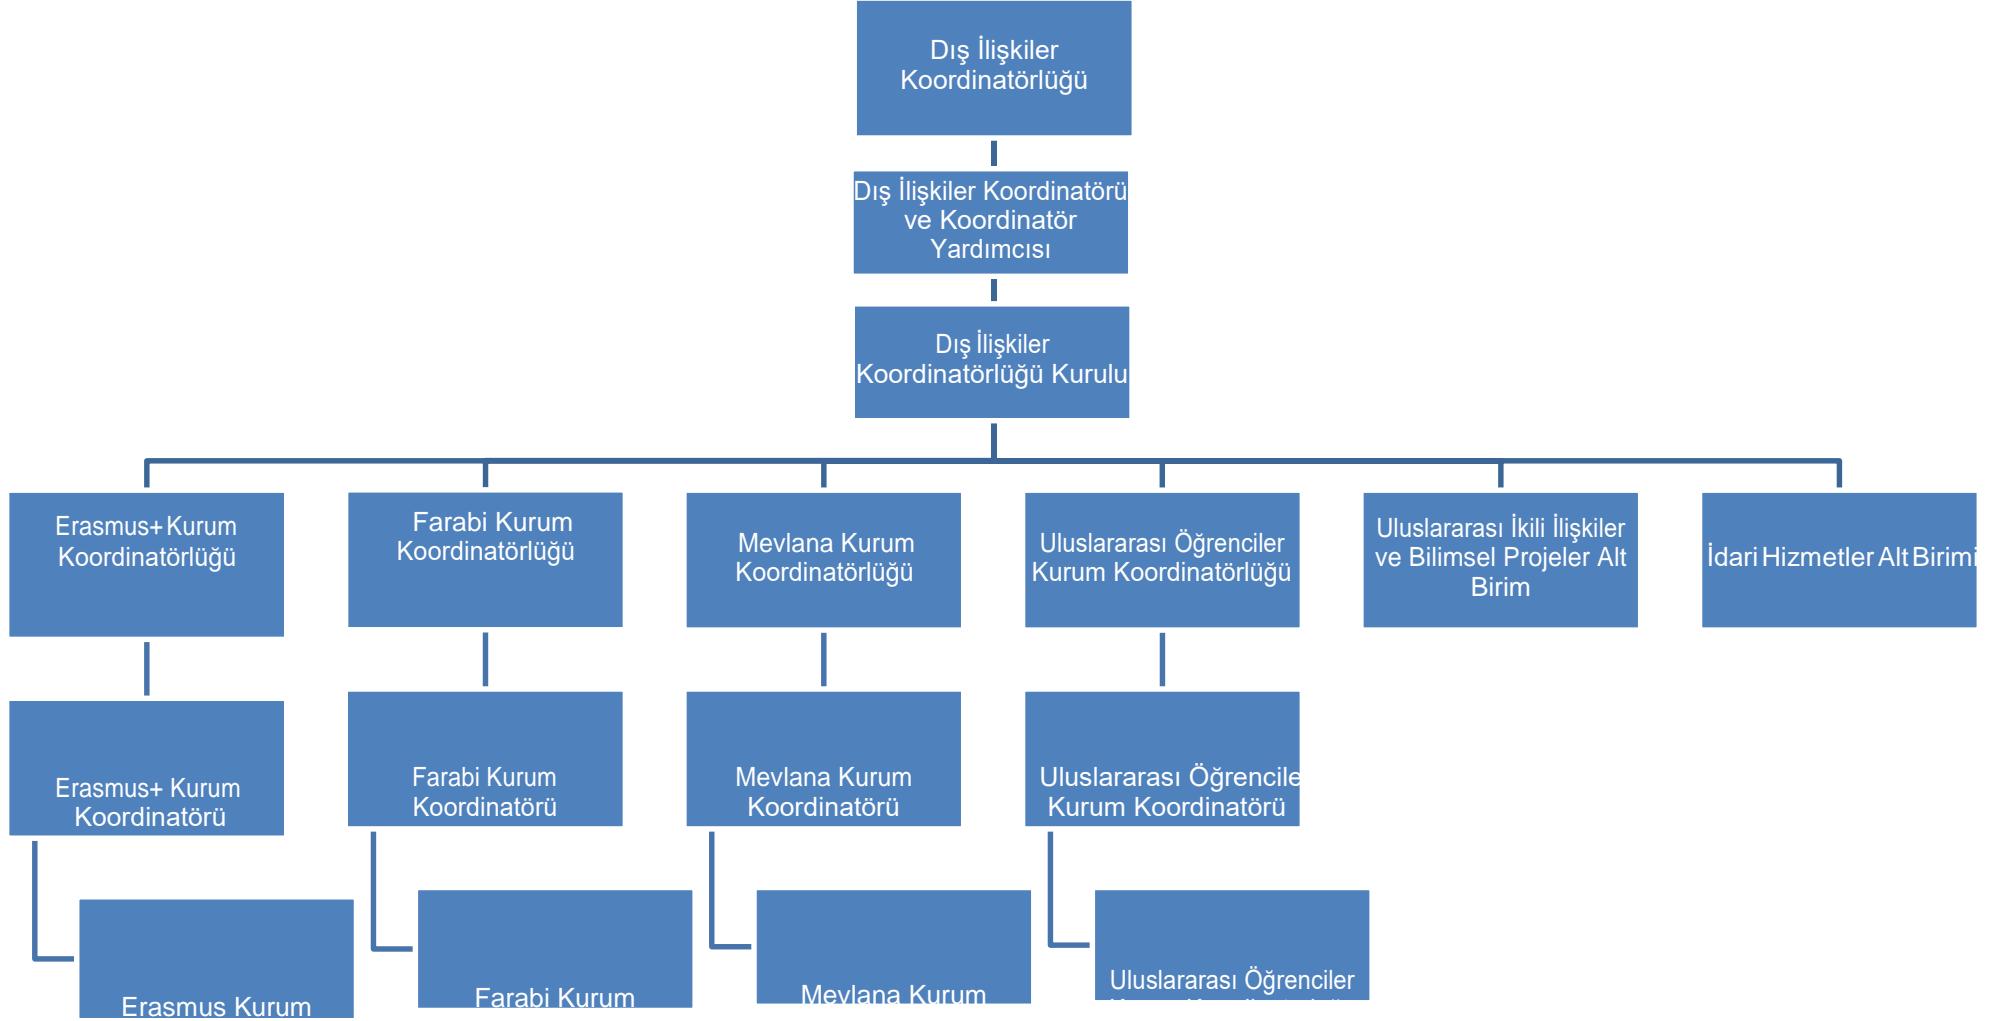 Dış İlişkiler
Koordinatörlüğü
Dış İlişkiler Koordinatörü
ve Koordinatör
Yardımcısı
Dış İlişkiler
Koordinatörlüğü Kurulu
Erasmus+ Kurum
Koordinatörlüğü
Farabi Kurum
Koordinatörlüğü
Mevlana Kurum
Koordinatörlüğü
Uluslararası Öğrenciler
Kurum Koordinatörlüğü
Uluslararası İkili İlişkiler
ve Bilimsel Projeler Alt
Birim
İdari Hizmetler Alt Birimi
Erasmus+ Kurum
Koordinatörü
Farabi Kurum
Koordinatörü
Mevlana Kurum
Koordinatörü
Uluslararası Öğrencile
Kurum Koordinatörü
Erasmus Kurum
Farabi Kurum
Mevlana Kurum
Uluslararası Öğrenciler